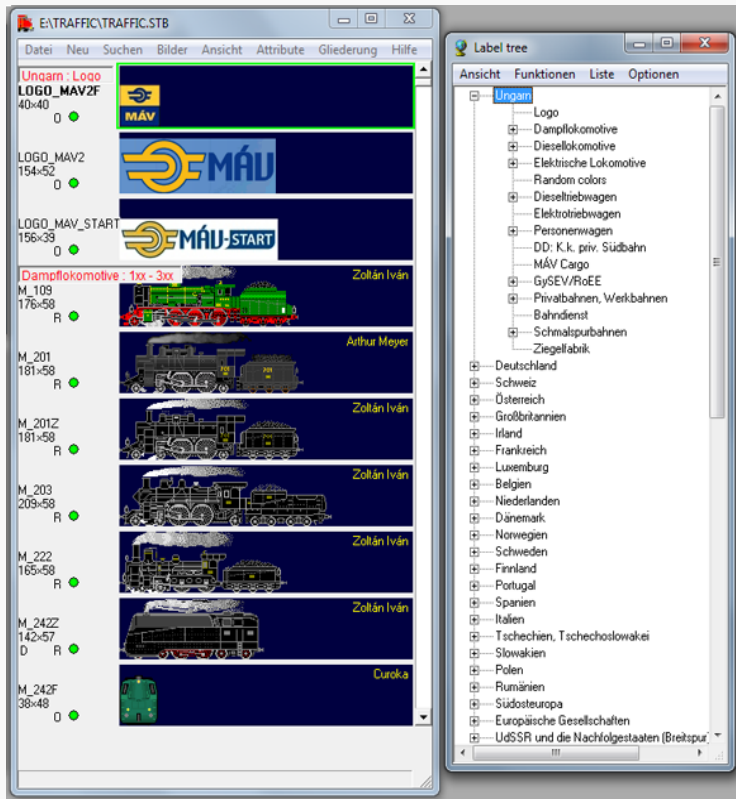 E:\TRAFFIC\TRAFFIC.STB
Datei Neu Suchen Bilder Ansicht Attribute Gliederung Hilfe
Ungarn : Logo
LOGO_MAV2F
40×40
0
MÁV
LOGO_MAV2
154×52
0
MÁV
LOGO_MAV_START
156×39
0
MÁV-START
Dampflokomotive : 1xx - 3xx
Zoltán Iván
M_109
176×58
R
Arthur Meyer
M_201
181×58
R
Zoltán Iván
M_201Z
181×58
R
Zoltán Iván
M_203
209×58
R
Zoltán Iván
M_222
165×58
R
Zoltán Iván
M_242Z
142×57
D R
Curoka
M_242F
38×48
0
Label tree
Ansicht Funktionen Liste Optionen
Ungarn
Logo
Dampflokomotive
Diesellokomotive
Elektrische Lokomotive
Random colors
Dieseltriebwagen
Elektrotriebwagen
Personenwagen
DD: K.k. priv. Südbahn
MÁV Cargo
GySEV/RoEE
Privatbahnen, Werkbahnen
Bahndienst
Schmalspurbahnen
Ziegelfabrik
Deutschland
Schweiz
Österreich
Großbritannien
Irland
Frankreich
Luxemburg
Belgien
Niederlanden
Dänemark
Norwegien
Schweden
Finnland
Portugal
Spanien
Italien
Tschechien, Tschechoslowakei
Slowakien
Polen
Rumänien
Südosteuropa
Europäische Gesellschaften
UdSSR und die Nachfolgestaaten (Breitspur)